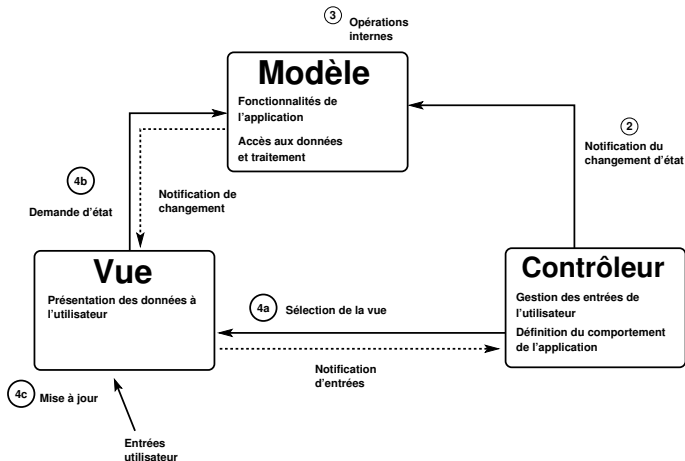 3
Opérations
internes
Modèle
Fonctionnalités de
l'application
Accès aux données
et traitement
2
Notification du
changement d'état
4b
Demande d'état
Notification de
changement
Vue
Présentation des données à
l'utilisateur
Contrôleur
Gestion des entrées de
l'utilisateur
Définition du comportement
de l'application
4a
Sélection de la vue
Notification
d'entrées
4c
Mise à jour
Entrées
utilisateur